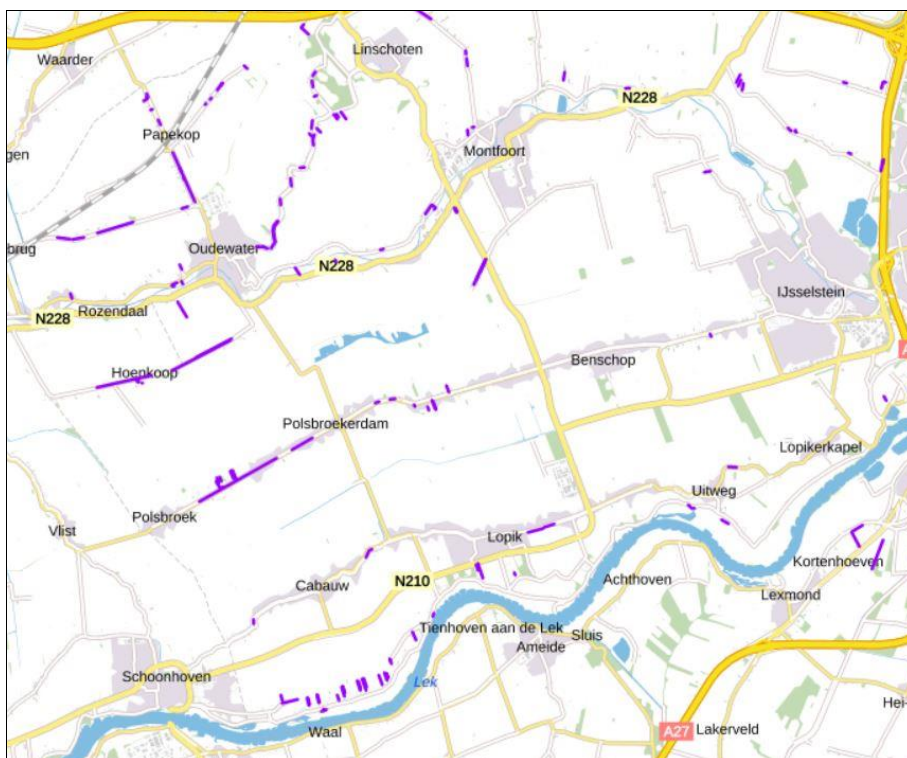 Linschoten
Waarder
N228
Papekop
Montfoort
gen
brug
Oudewater
N228
IJsselstein
Rozendaal
N228
A
Benschop
Hoenkoop
Polsbroekerdam
Lopikerkapel
Uitweg
Polsbroek
Vlist
Lopik
Kortenhoeven
Achthoven
N210
Cabauw
Lexmond
Tienhoven aan de Lek
Sluis
Ameide
Schoonhoven
Lek
Hei-
Waal
A27
Lakerveld